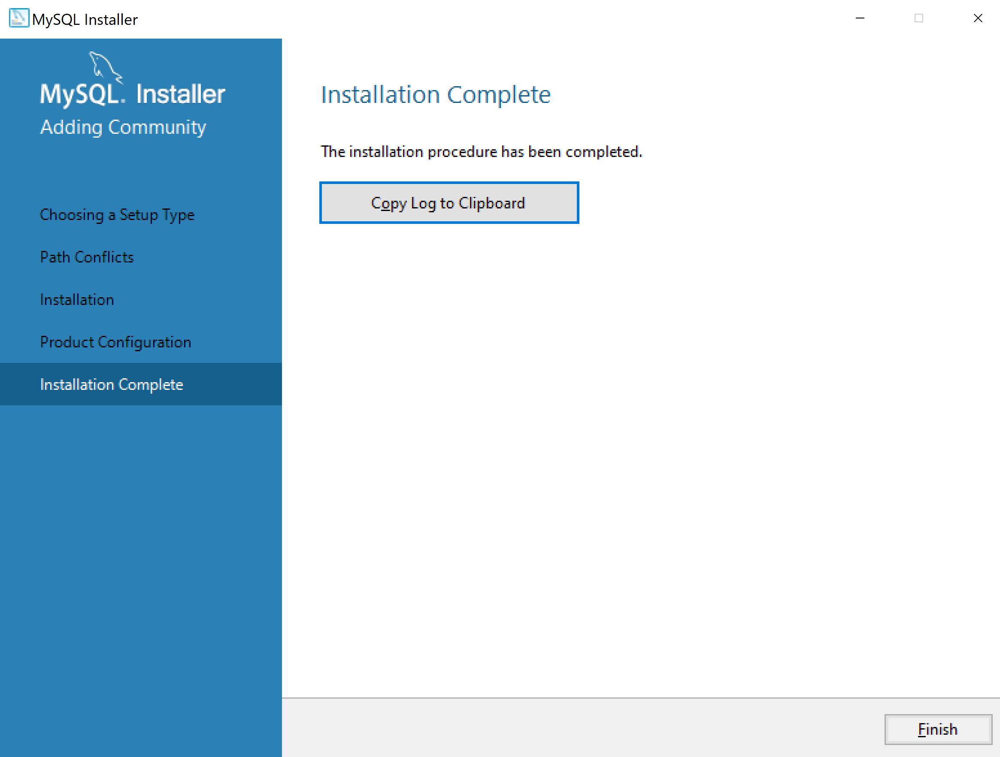 MySQL Installer
MySQL® Installer
Adding Community
Choosing a Setup Type
Path Conflicts
Installation
Product Configuration
Installation Complete
Installation Complete
The installation procedure has been completed.
Copy Log to Clipboard
Finish